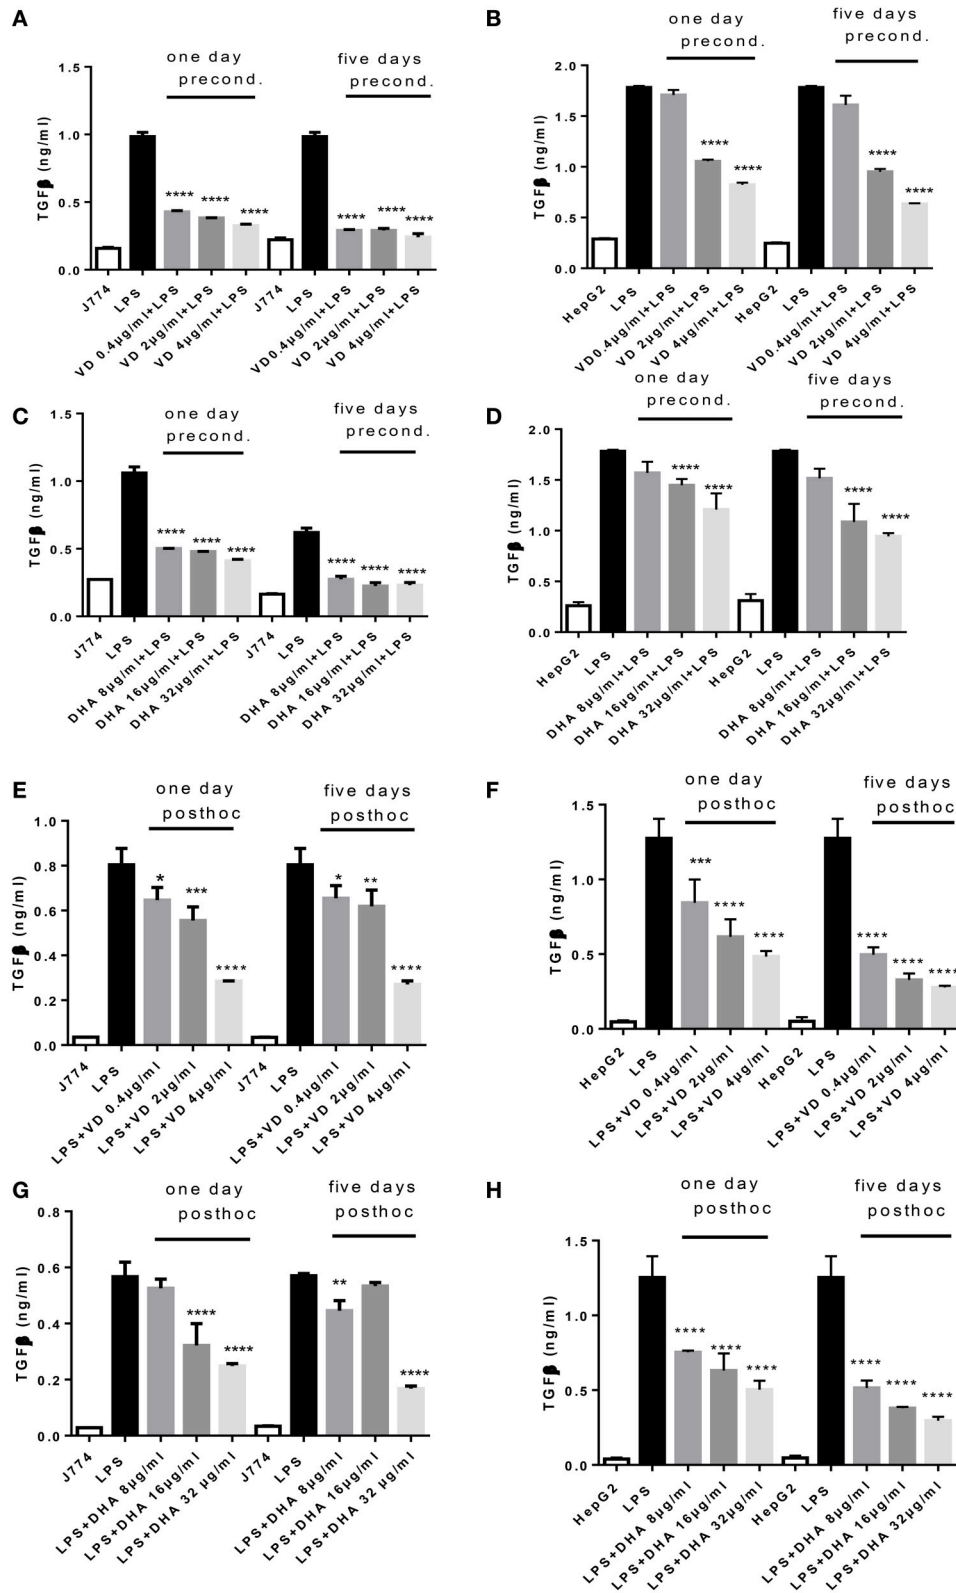 A
one day
precond.
five days
precond.
1.5
1.0
0.5
0.0
TGFβ (ng/ml)
**** **** **** **** **** ****
J774
LPS
VD 0.4µg/ml+LPS
VD 2µg/ml+LPS
VD 4µg/ml+LPS
J774
LPS
VD0.4µg/ml+LPS
VD 2µg/ml+LPS
VD 4µg/ml+LPS
B
one day
precond.
five days
precond.
2.0
1.5
1.0
0.5
0.0
TGFβ (ng/ml)
**** **** **** ****
HepG2
LPS
VD0.4µg/ml+LPS
VD 2µg/ml+LPS
VD 4µg/ml+LPS
HepG2
LPS
VD0.4µg/ml+LPS
VD 2µg/ml+LPS
VD 4µg/ml+LPS
C
one day
precond.
five days
precond.
1.5
1.0
0.5
0.0
TGFβ (ng/ml)
**** **** **** **** **** ****
J774
LPS
DHA 8µg/ml+LPS
DHA 16µg/ml+LPS
DHA 32µg/ml+LPS
J774
LPS
DHA 8µg/ml+LPS
DHA 16µg/ml+LPS
DHA 32µg/ml+LPS
D
one day
precond.
five days
precond.
2.0
1.5
1.0
0.5
0.0
TGFβ (ng/ml)
**** **** **** ****
HepG2
LPS
DHA 8µg/ml+LPS
DHA 16µg/ml+LPS
DHA 32µg/ml+LPS
HepG2
LPS
DHA 8µg/ml+LPS
DHA 16µg/ml+LPS
DHA 32µg/ml+LPS
E
one day
posthoc
five days
posthoc
1.0
0.8
0.6
0.4
0.2
0.0
TGFβ (ng/ml)
* *** **** * ** ****
J774
LPS
LPS+VD 0.4µg/ml
LPS+VD 2µg/ml
LPS+VD 4µg/ml
J774
LPS
LPS+VD 0.4µg/ml
LPS+VD 2µg/ml
LPS+VD 4µg/ml
F
one day
posthoc
five days
posthoc
1.5
1.0
0.5
0.0
TGFβ (ng/ml)
*** **** **** **** **** ****
HepG2
LPS
LPS+VD 0.4µg/ml
LPS+VD 2µg/ml
LPS+VD 4µg/ml
HepG2
LPS
LPS+VD 0.4µg/ml
LPS+VD 2µg/ml
LPS+VD 4µg/ml
G
one day
posthoc
five days
posthoc
0.8
0.6
0.4
0.2
0.0
TGFβ (ng/ml)
**** **** ** ****
J774
LPS
LPS+DHA 8µg/ml
LPS+DHA 16µg/ml
LPS+DHA 32 µg/ml
J774
LPS
LPS+DHA 8µg/ml
LPS+DHA 16µg/ml
LPS+DHA 32 µg/ml
H
one day
posthoc
five days
posthoc
1.5
1.0
0.5
0.0
TGFβ (ng/ml)
**** **** **** **** **** ****
HepG2
LPS
LPS+DHA 8µg/ml
LPS+DHA 16µg/ml
LPS+DHA 32µg/ml
HepG2
LPS
LPS+DHA 8µg/ml
LPS+DHA 16µg/ml
LPS+DHA 32µg/ml